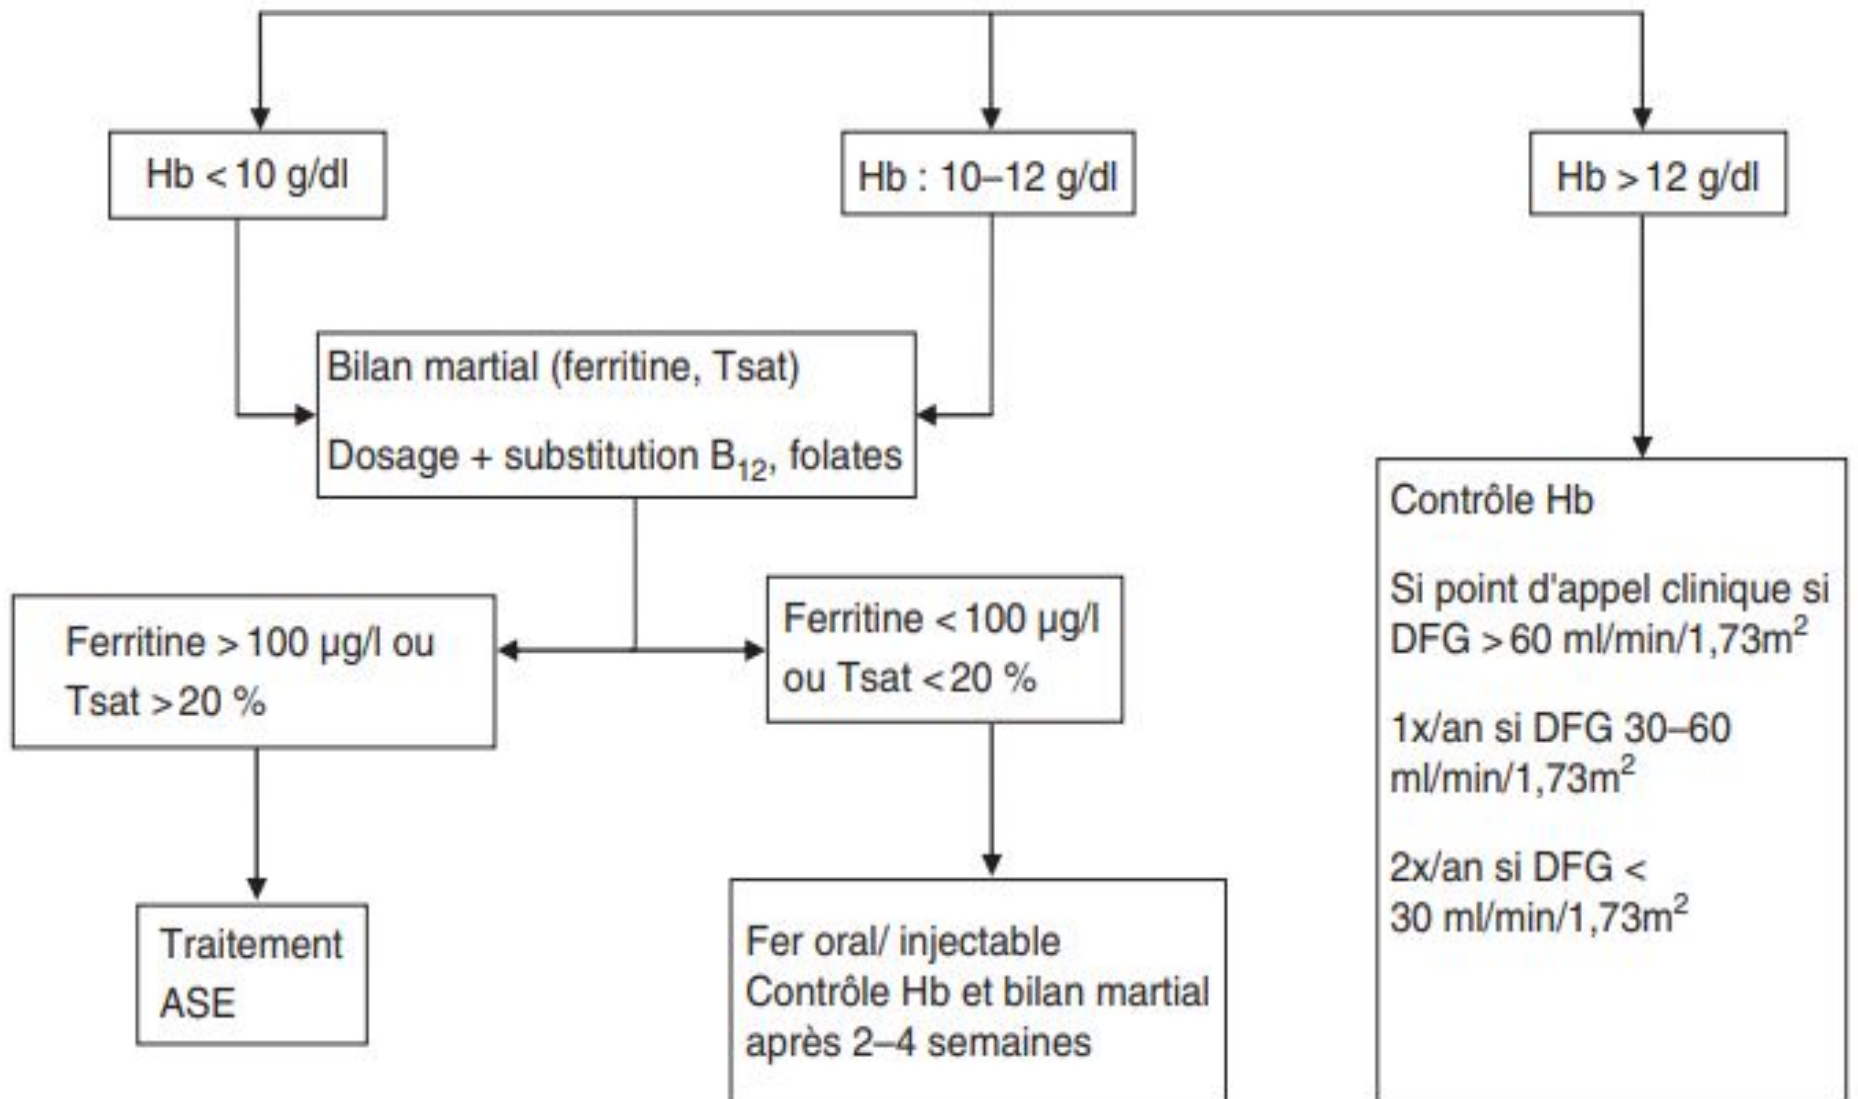 Hb < 10 g/dl
Hb : 10–12 g/dl
Hb > 12 g/dl
Bilan martial (ferritine, Tsat)
Dosage + substitution B₁₂, folates
Ferritine > 100 µg/l ou
Tsat > 20 %
Ferritine < 100 µg/l
ou Tsat < 20 %
Traitement
ASE
Fer oral/ injectable
Contrôle Hb et bilan martial
après 2–4 semaines
Contrôle Hb
Si point d'appel clinique si
DFG > 60 ml/min/1,73m²
1x/an si DFG 30–60
ml/min/1,73m²
2x/an si DFG <
30 ml/min/1,73m²